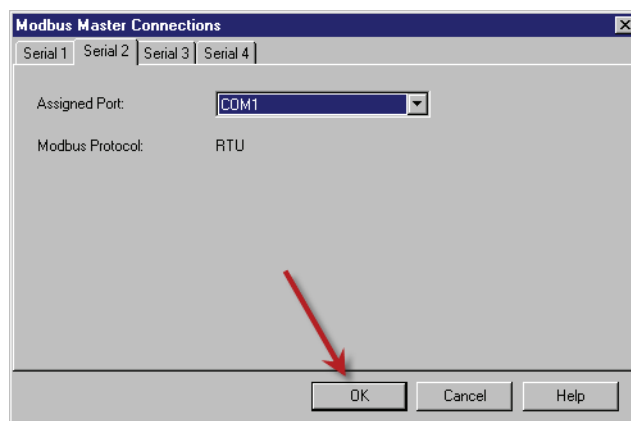 Modbus Master Connections
Serial 1 Serial 2 Serial 3 Serial 4
Assigned Port: COM1
Modbus Protocol: RTU
OK Cancel Help